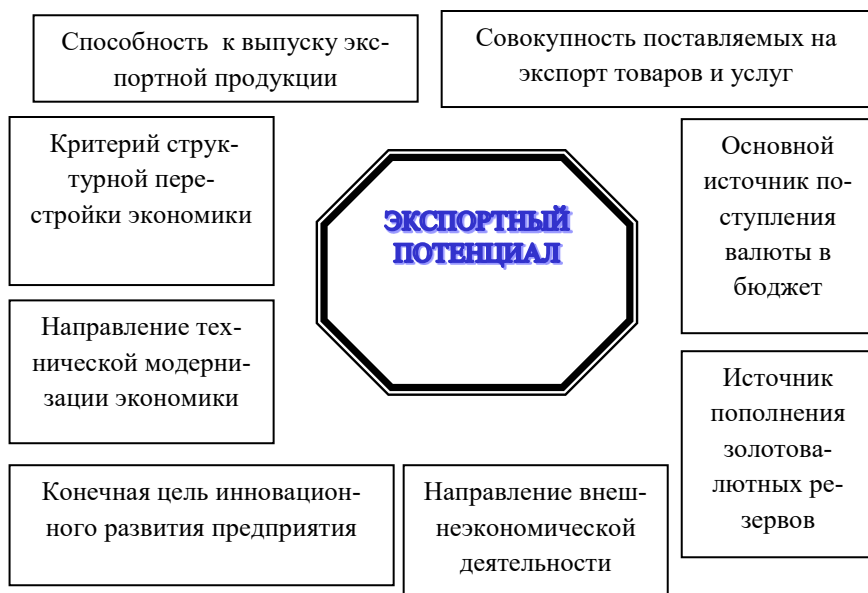 Способность к выпуску экс-
портной продукции
Совокупность поставляемых на
экспорт товаров и услуг
Критерий струк-
турной пере-
стройки экономики
ЭКСПОРТНЫЙ
ПОТЕНЦИАЛ
Основной
источник по-
ступления
валюты в
бюджет
Направление тех-
нической модерни-
зации экономики
Источник
пополнения
золотова-
лютных ре-
зервов
Конечная цель инновацион-
ного развития предприятия
Направление внеш-
неэкономической
деятельности